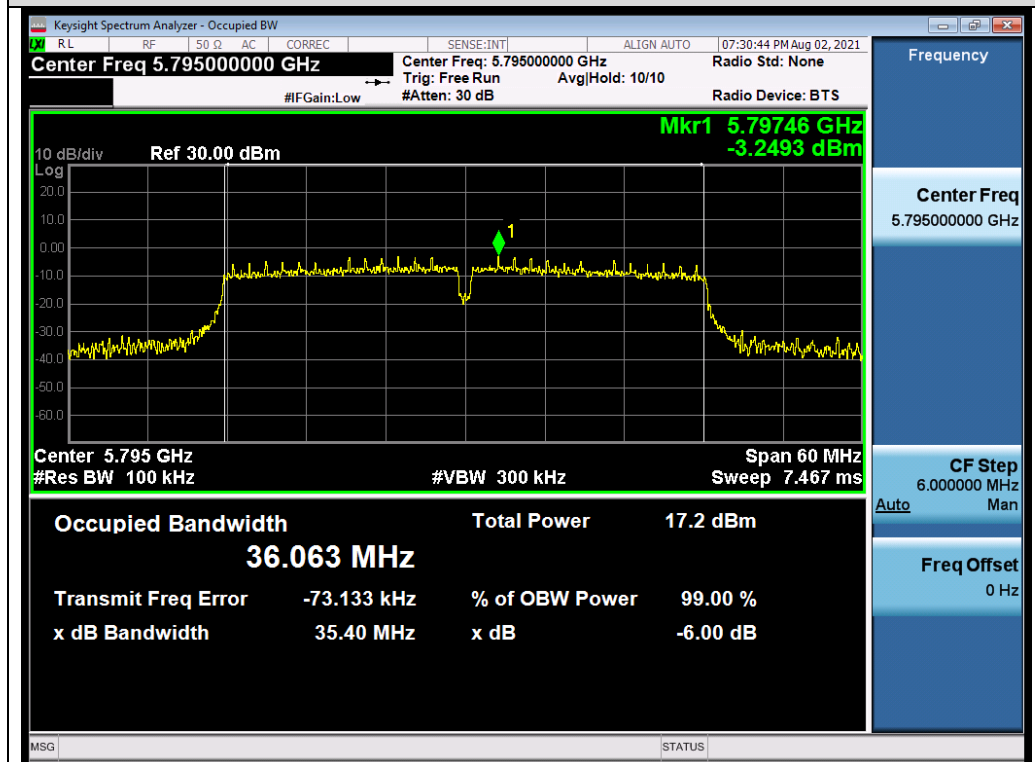 Keysight Spectrum Analyzer - Occupied BW
LXI RL RF 50 Ω AC CORREC SENSE:INT ALIGN AUTO 07:30:44 PM Aug 02, 2021
Center Freq 5.795000000 GHz
Center Freq: 5.795000000 GHz Radio Std: None
Trig: Free Run Avg|Hold: 10/10
#IFGain:Low #Atten: 30 dB Radio Device: BTS
Mkr1 5.79746 GHz
-3.2493 dBm
10 dB/div Ref 30.00 dBm
Log
20.0
10.0
0.00
-10.0
-20.0
-30.0
-40.0
-50.0
-60.0
1
Center 5.795 GHz Span 60 MHz
#Res BW 100 kHz #VBW 300 kHz Sweep 7.467 ms
Occupied Bandwidth Total Power 17.2 dBm
36.063 MHz
Transmit Freq Error -73.133 kHz % of OBW Power 99.00 %
x dB Bandwidth 35.40 MHz x dB -6.00 dB
Frequency
Center Freq
5.795000000 GHz
CF Step
6.000000 MHz
Auto Man
Freq Offset
0 Hz
MSG STATUS